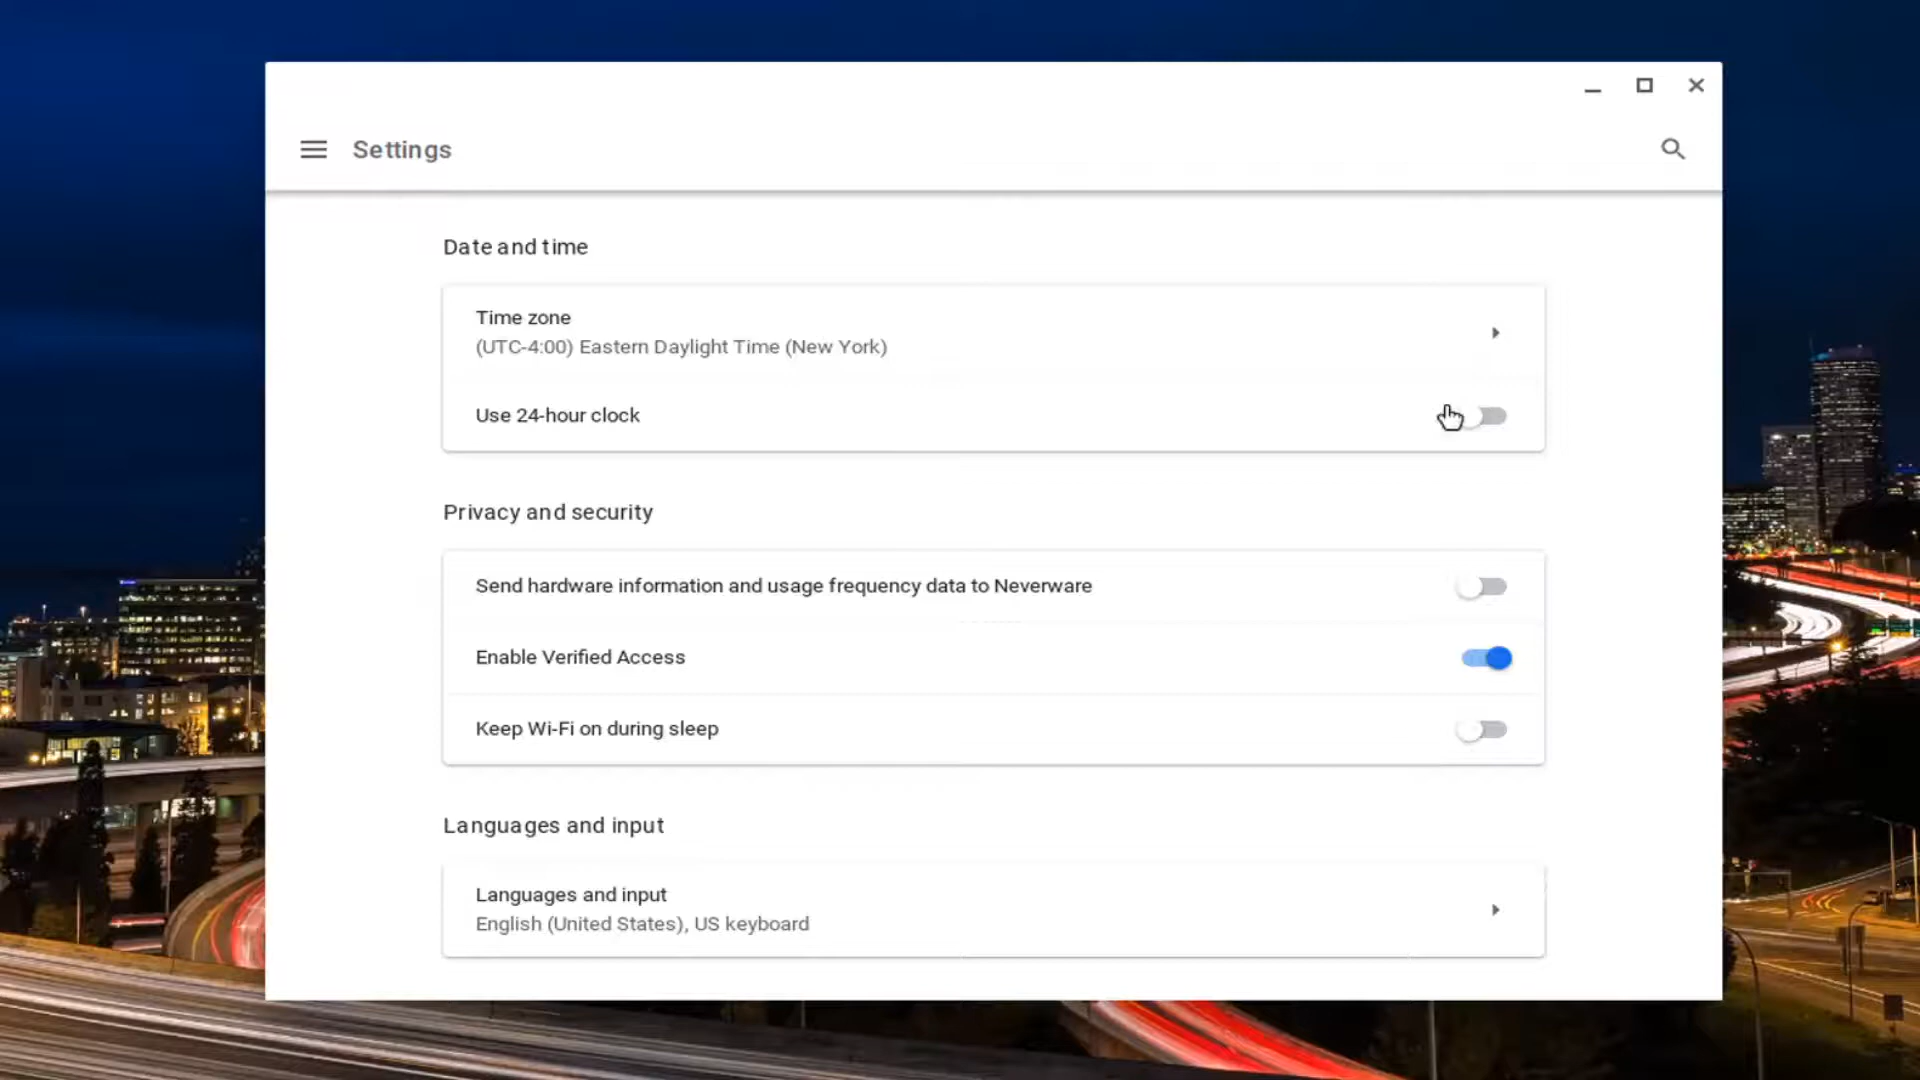 Settings
Date and time
Time zone
(UTC-4:00) Eastern Daylight Time (New York)
Use 24-hour clock
Privacy and security
Send hardware information and usage frequency data to Neverware
Enable Verified Access
Keep Wi-Fi on during sleep
Languages and input
Languages and input
English (United States), US keyboard